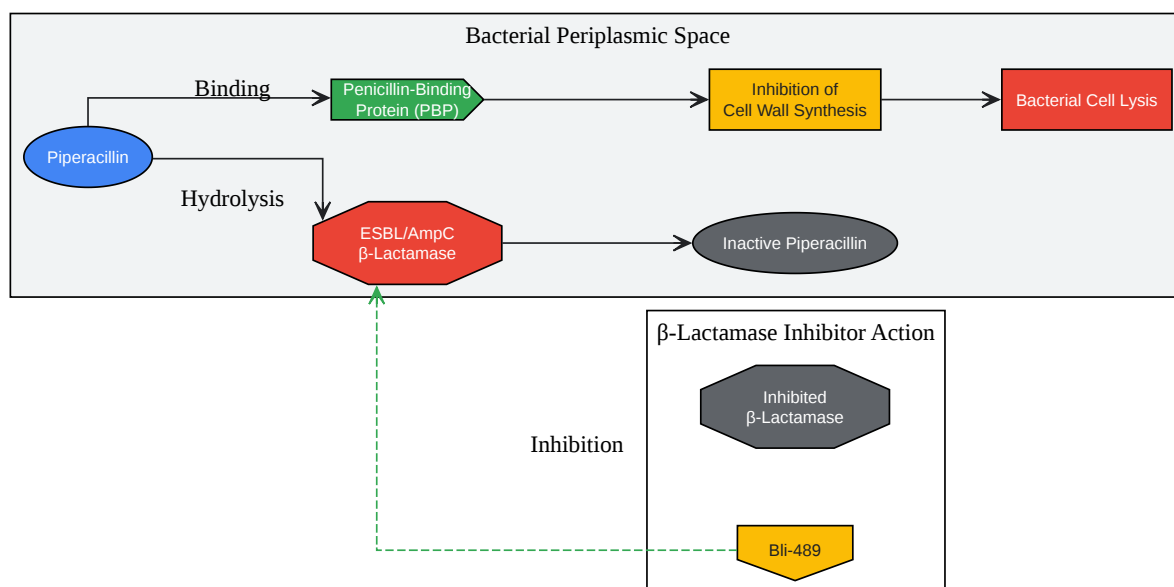 Bacterial Periplasmic Space
Binding
Penicillin-Binding
Protein (PBP)
Inhibition of
Cell Wall Synthesis
Bacterial Cell Lysis
Piperacillin
Hydrolysis
ESBL/AmpC
β-Lactamase
Inactive Piperacillin
β-Lactamase Inhibitor Action
Inhibited
β-Lactamase
Inhibition
Bli-489